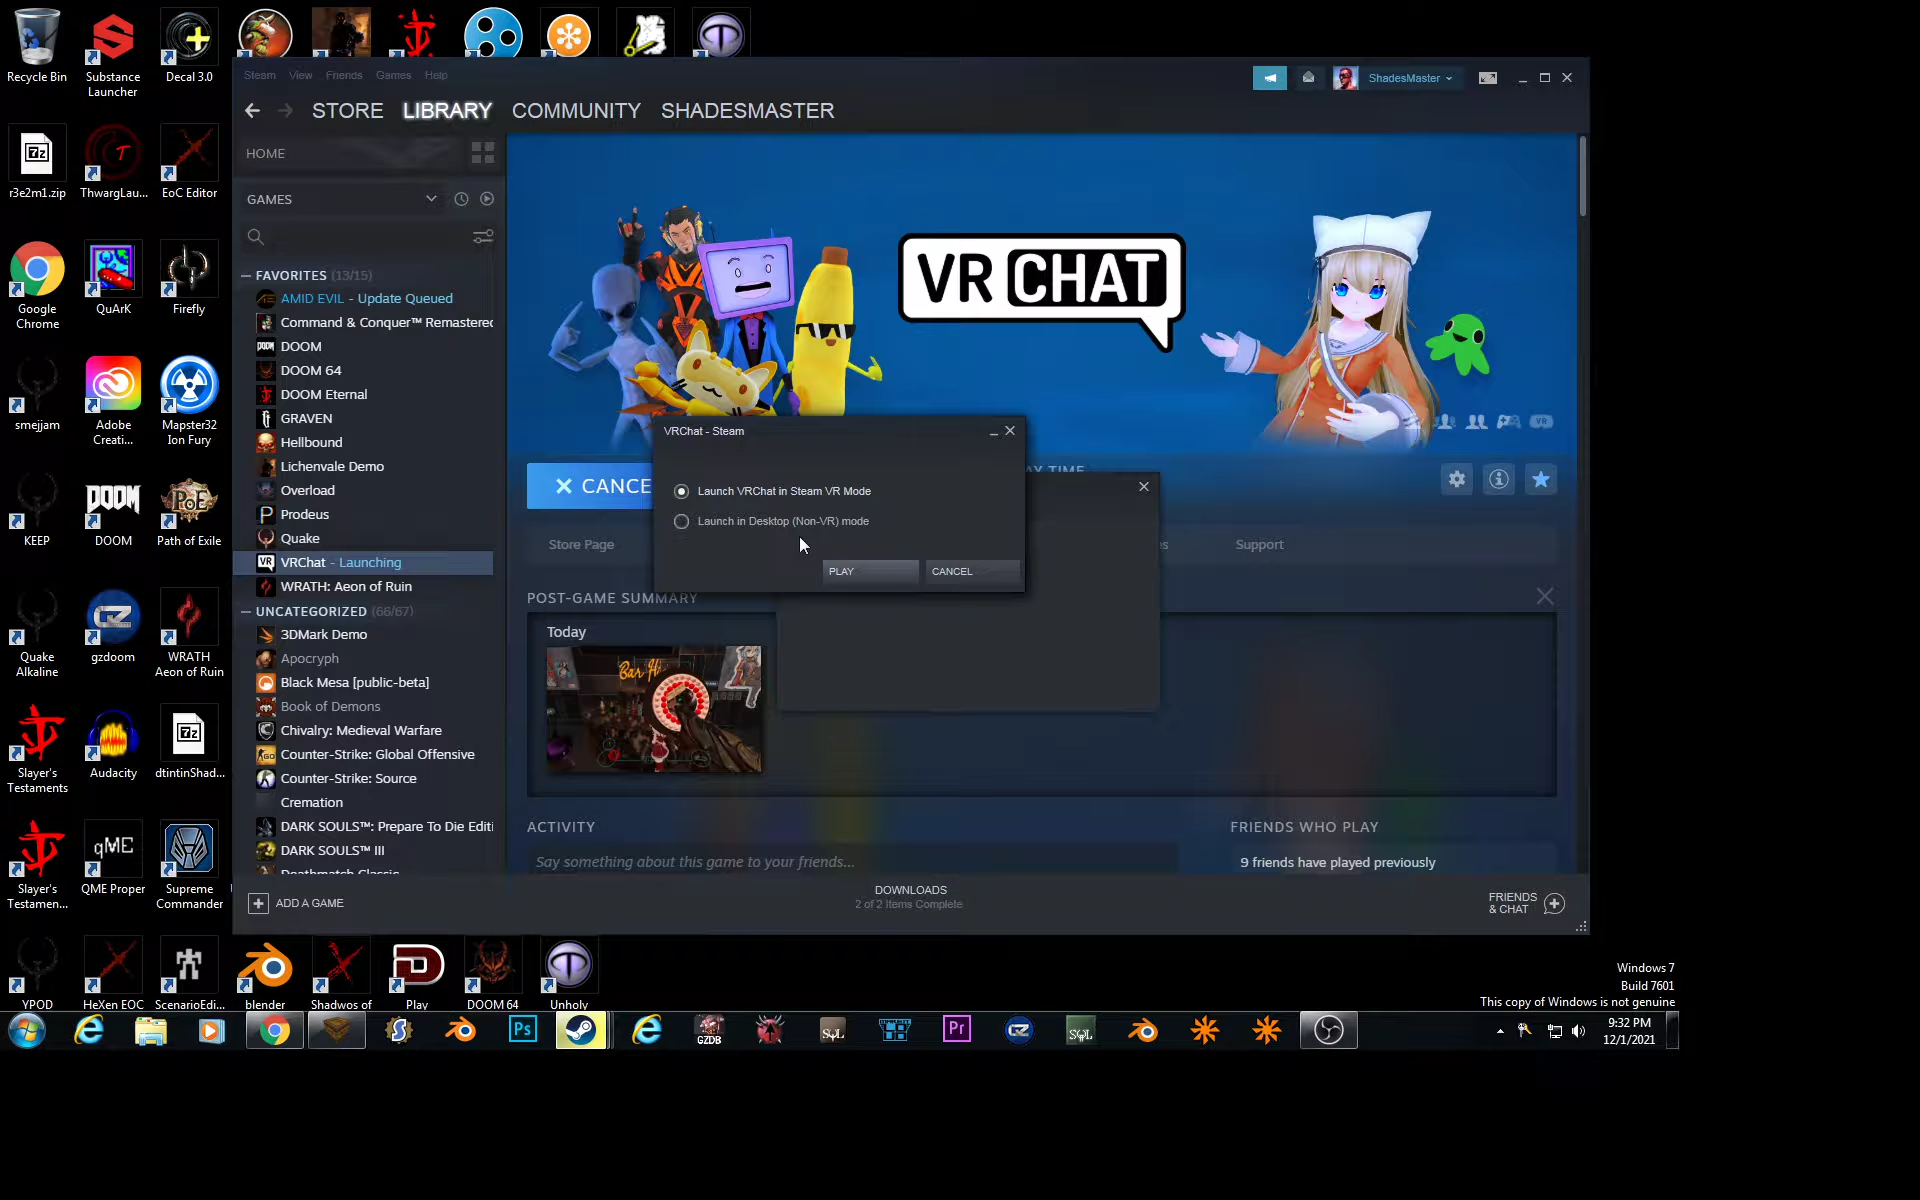 Recycle Bin
Substance
Launcher
Decal 3.0
Steam View Friends Games Help
ShadesMaster
STORE LIBRARY COMMUNITY SHADESMASTER
HOME
GAMES
FAVORITES (13/15)
AMID EVIL - Update Queued
Command & Conquer™ Remastered
DOOM
DOOM 64
DOOM Eternal
GRAVEN
Hellbound
Lichenvale Demo
Overload
Prodeus
Quake
VRChat - Launching
WRATH: Aeon of Ruin
UNCATEGORIZED (66/67)
3DMark Demo
Apocryph
Black Mesa [public-beta]
Book of Demons
Chivalry: Medieval Warfare
Counter-Strike: Global Offensive
Counter-Strike: Source
Cremation
DARK SOULS™: Prepare To Die Editi
DARK SOULS™ III
Deathmatch Classic
ADD A GAME
VR CHAT
VRChat - Steam
Launch VRChat in Steam VR Mode
Launch in Desktop (Non-VR) mode
PLAY CANCEL
CANCE
AY TIME
Store Page
Support
POST-GAME SUMMARY
Today
ACTIVITY
Say something about this game to your friends...
FRIENDS WHO PLAY
9 friends have played previously
DOWNLOADS
2 of 2 Items Complete
FRIENDS
& CHAT
r3e2m1.zip
ThwargLau...
EoC Editor
Google
Chrome
QuArK
Firefly
smejjam
Adobe
Creati...
Mapster32
Ion Fury
KEEP
DOOM
DOOM
Path of Exile
Quake
Alkaline
gzdoom
WRATH
Aeon of Ruin
Slayer's
Testaments
Audacity
dtintinShad...
Slayer's
Testamen...
qME
QME Proper
Supreme
Commander
YPOD
HeXen EOC
ScenarioEdi...
blender
Shadwos of
Play
DOOM 64
Unholy
Windows 7
Build 7601
This copy of Windows is not genuine
Ps
GZDB
Pr
9:32 PM
12/1/2021